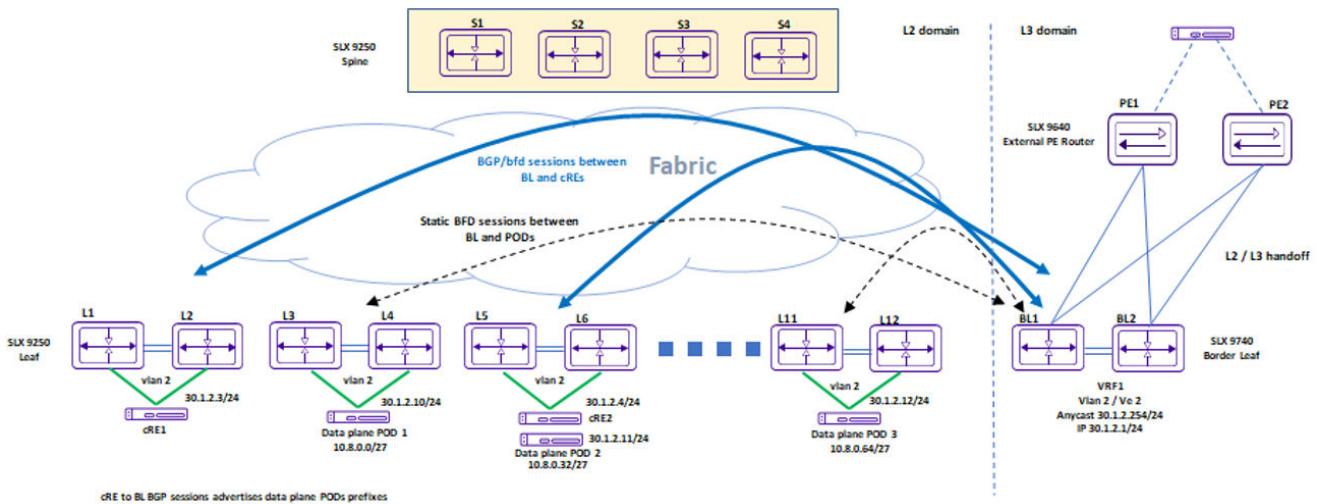 S1
S2
S3
S4
SLX 9250
Spine
L2 domain
L3 domain
PE1
PE2
SLX 9640
External PE Router
BGP/bfd sessions between
BL and cREs
Fabric
Static BFD sessions between
BL and PODs
L2 / L3 handoff
L1
L2
L3
L4
L5
L6
L11
L12
BL1
BL2
SLX 9250
Leaf
SLX 9740
Border Leaf
vlan 2
30.1.2.3/24
cRE1
vlan 2
30.1.2.10/24
Data plane POD 1
10.8.0.0/27
vlan 2
30.1.2.4/24
cRE2
30.1.2.11/24
Data plane POD 2
10.8.0.32/27
vlan 2
30.1.2.12/24
Data plane POD 3
10.8.0.64/27
VRF1
Vlan 2 / Ve 2
Anycast 30.1.2.254/24
IP 30.1.2.1/24
cRE to BL BGP sessions advertises data plane PODs prefixes